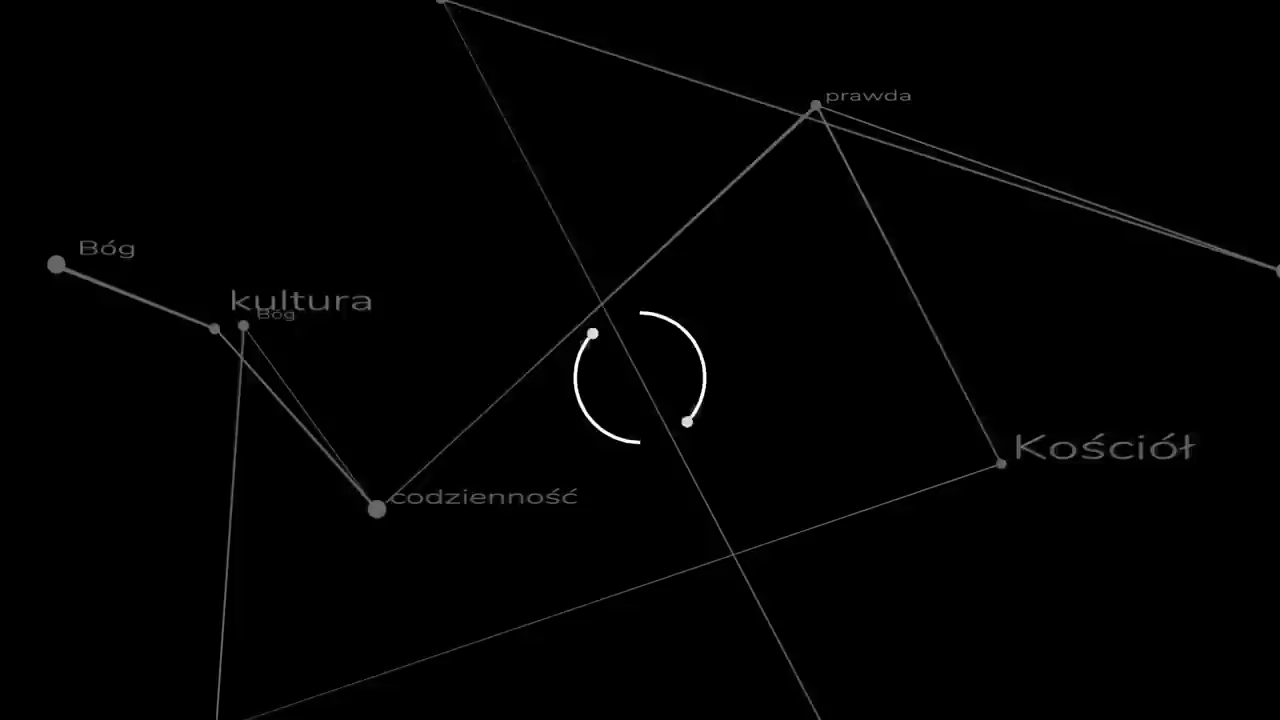 prawda
Bóg
kultura
Bóg
Kościół
codzienność